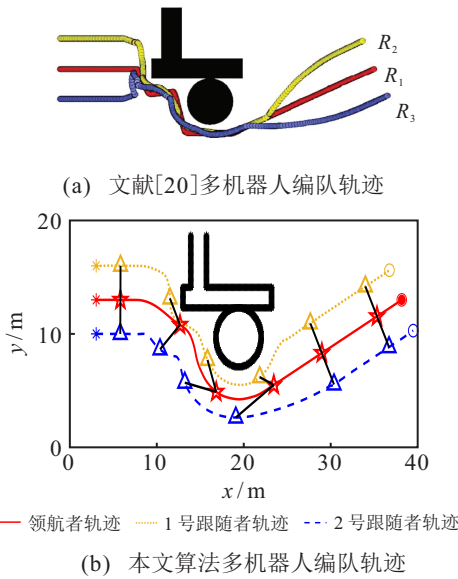 R₂
R₁
R₃
(a) 文献[20]多机器人编队轨迹
20
10
0
y/m
0 10 20 30 40
x/m
领航者轨迹 1号跟随者轨迹 2号跟随者轨迹
(b) 本文算法多机器人编队轨迹